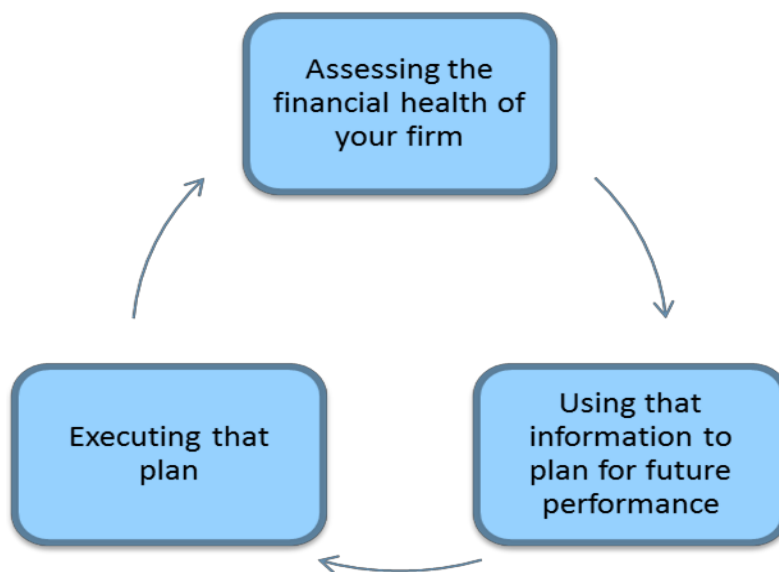 Assessing the
financial health of
your firm
Using that
information to
plan for future
performance
Executing that
plan